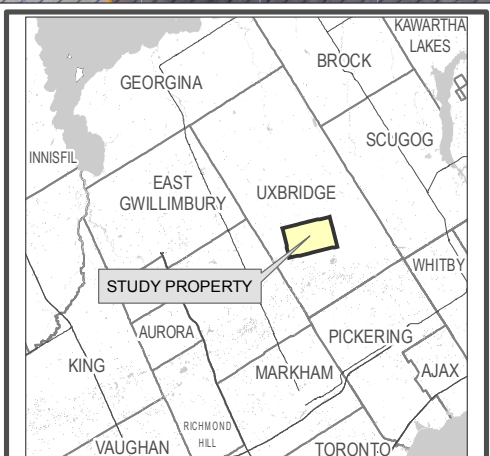 KAWARTHA
LAKES
BROCK
GEORGINA
SCUGOG
INNISFIL
EAST
GWILLIMBURY
UXBRIDGE
WHITBY
STUDY PROPERTY
AURORA
PICKERING
KING
MARKHAM
AJAX
RICHMOND
HILL
VAUGHAN
TORONTO